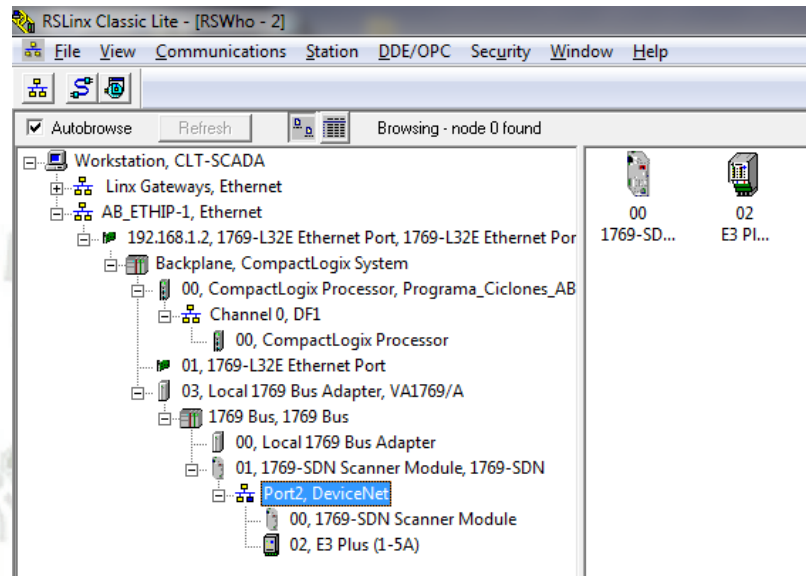 RSLinx Classic Lite - [RSWho - 2]
File View Communications Station DDE/OPC Security Window Help
Autobrowse Refresh Browsing - node 0 found
Workstation, CLT-SCADA
Linx Gateways, Ethernet
AB_ETHIP-1, Ethernet
192.168.1.2, 1769-L32E Ethernet Port, 1769-L32E Ethernet Por
Backplane, CompactLogix System
00, CompactLogix Processor, Programa_Ciclones_AB
Channel 0, DF1
00, CompactLogix Processor
01, 1769-L32E Ethernet Port
03, Local 1769 Bus Adapter, VA1769/A
1769 Bus, 1769 Bus
00, Local 1769 Bus Adapter
01, 1769-SDN Scanner Module, 1769-SDN
Port2, DeviceNet
00, 1769-SDN Scanner Module
02, E3 Plus (1-5A)
00 02
1769-SD... E3 Pl...